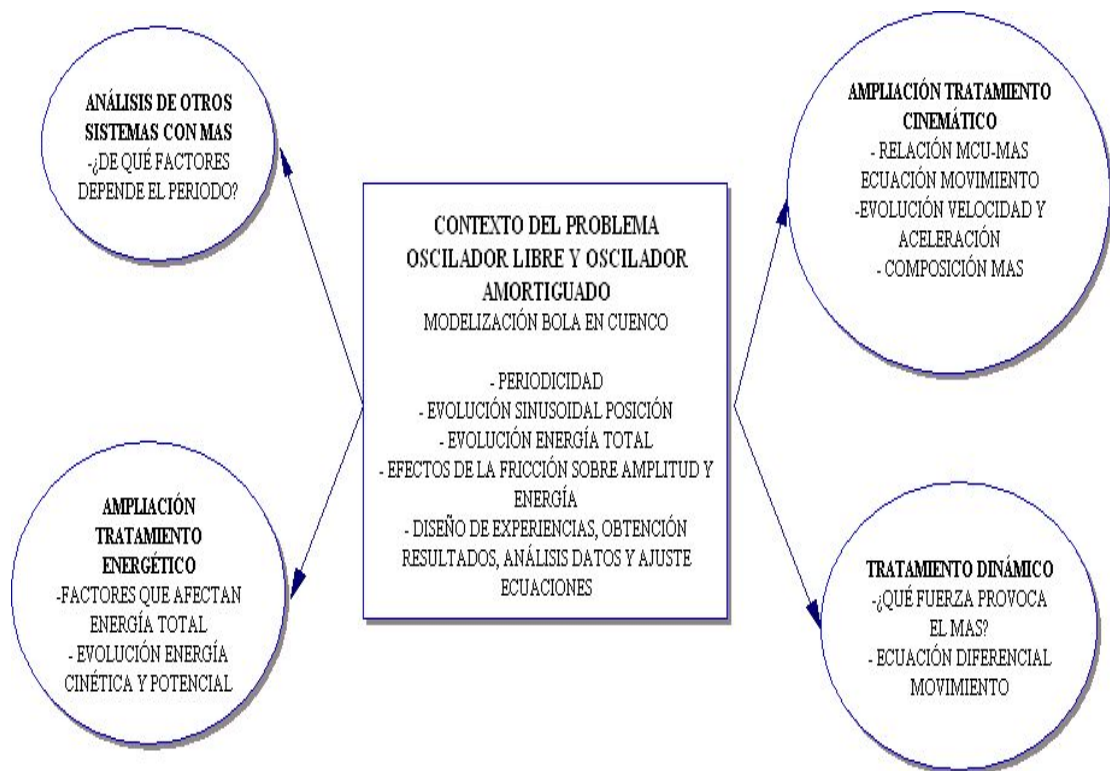 ANÁLISIS DE OTROS
SISTEMAS CON MAS
-¿DE QUÉ FACTORES
DEPENDE EL PERIODO?
AMPLIACIÓN TRATAMIENTO
CINEMÁTICO
- RELACIÓN MCU-MAS
ECUACIÓN MOVIMIENTO
-EVOLUCIÓN VELOCIDAD Y
ACELERACIÓN
- COMPOSICIÓN MAS
CONTEXTO DEL PROBLEMA
OSCILADOR LIBRE Y OSCILADOR
AMORTIGUADO
MODELIZACIÓN BOLA EN CUENCO
- PERIODICIDAD
- EVOLUCIÓN SINUSOIDAL POSICIÓN
- EVOLUCIÓN ENERGÍA TOTAL
- EFECTOS DE LA FRICCIÓN SOBRE AMPLITUD Y
ENERGÍA
- DISEÑO DE EXPERIENCIAS, OBTENCIÓN
RESULTADOS, ANÁLISIS DATOS Y AJUSTE
ECUACIONES
AMPLIACIÓN
TRATAMIENTO
ENERGÉTICO
-FACTORES QUE AFECTAN
ENERGÍA TOTAL
- EVOLUCIÓN ENERGÍA
CINÉTICA Y POTENCIAL
TRATAMIENTO DINÁMICO
-¿QUÉ FUERZA PROVOCA
EL MAS?
- ECUACIÓN DIFERENCIAL
MOVIMIENTO